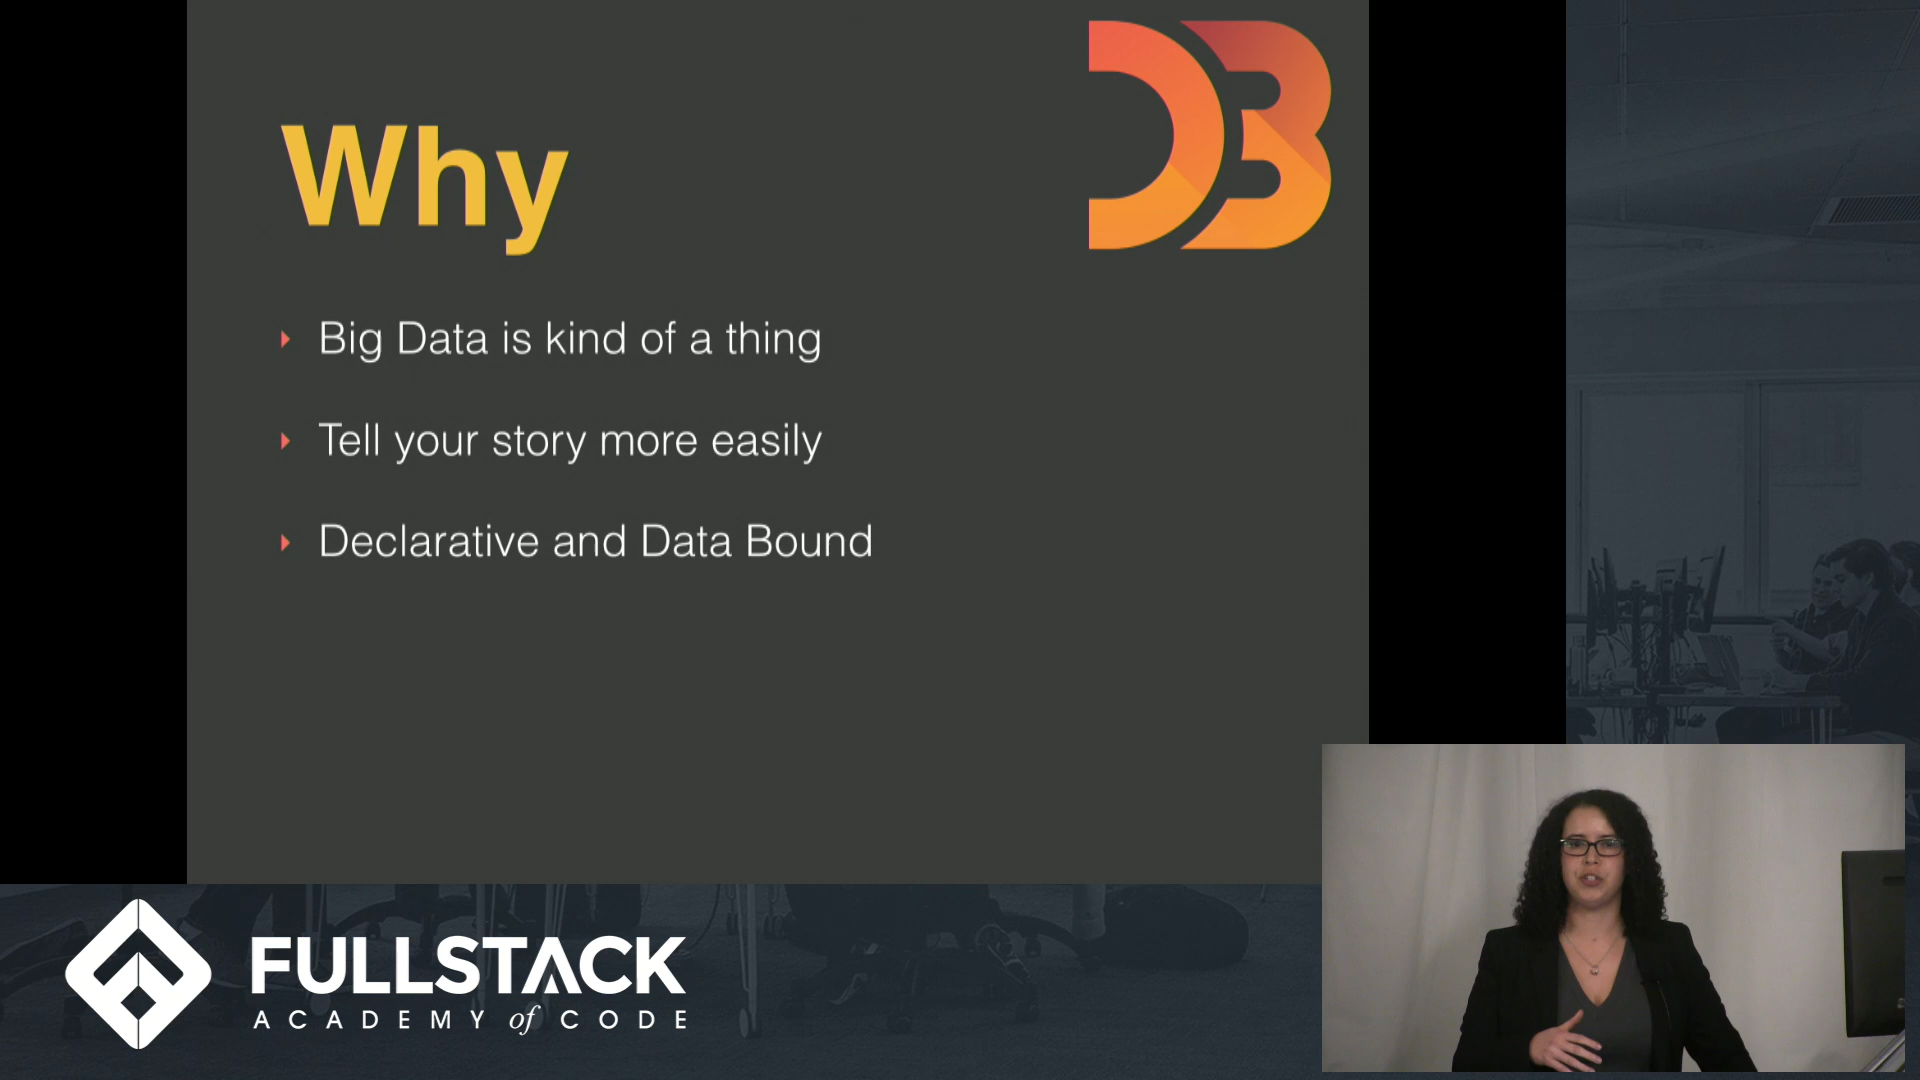 D3
Why
Big Data is kind of a thing
Tell your story more easily
Declarative and Data Bound
FULLSTACK
ACADEMY of CODE